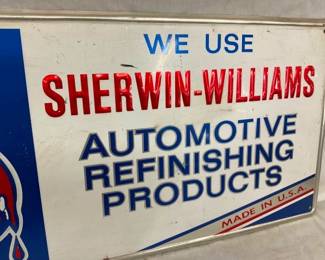 WE USE
SHERWIN-WILLIAMS
AUTOMOTIVE
REFINISHING
PRODUCTS
MADE IN U.S.A.